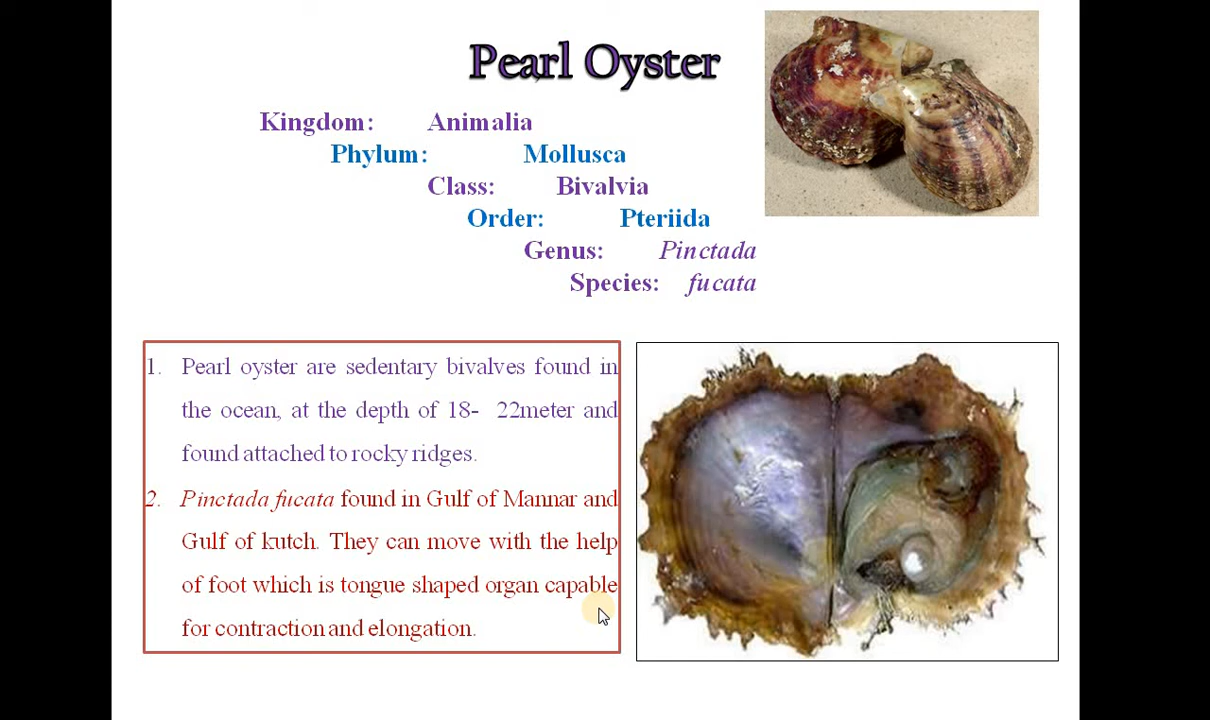 Pearl Oyster
Kingdom: Animalia
Phylum: Mollusca
Class: Bivalvia
Order: Pteriida
Genus: Pinctada
Species: fucata
1. Pearl oyster are sedentary bivalves found in
the ocean, at the depth of 18- 22meter and
found attached to rocky ridges.
2. Pinctada fucata found in Gulf of Mannar and
Gulf of kutch. They can move with the help
of foot which is tongue shaped organ capable
for contraction and elongation.